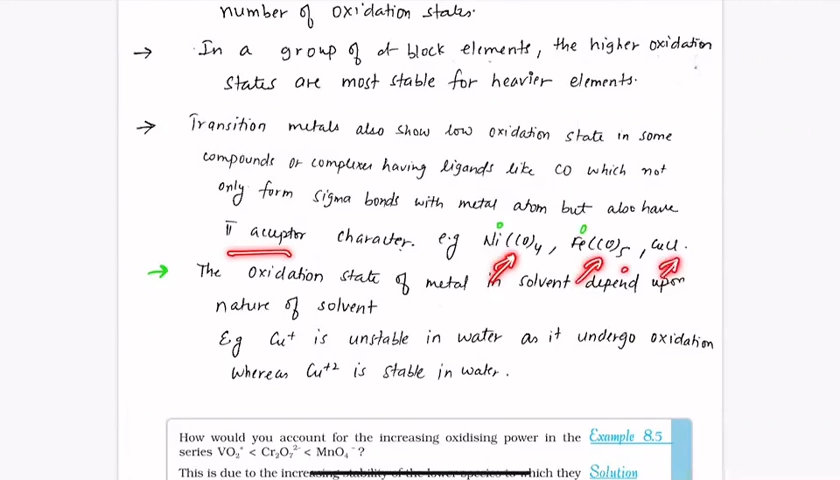 number of oxidation states.
→ In a group of d block elements, the higher oxidation
states are most stable for heavier elements.
→ Transition metals also show low oxidation state in some
compounds or complexes having ligands like CO which not
only form sigma bonds with metal atom but also have
π acceptor character. e.g Ni(CO)4, Fe(CO)5, CuCl.
0 0
→ The oxidation state of metal in solvent depend upon
nature of solvent
Eg Cu+ is unstable in water as it undergo oxidation
whereas Cu+2 is stable in water.
How would you account for the increasing oxidising power in the Example 8.5
series VO2+ < Cr2O7 2- < MnO4 - ?
This is due to the increasing stability of the lower species to which they Solution